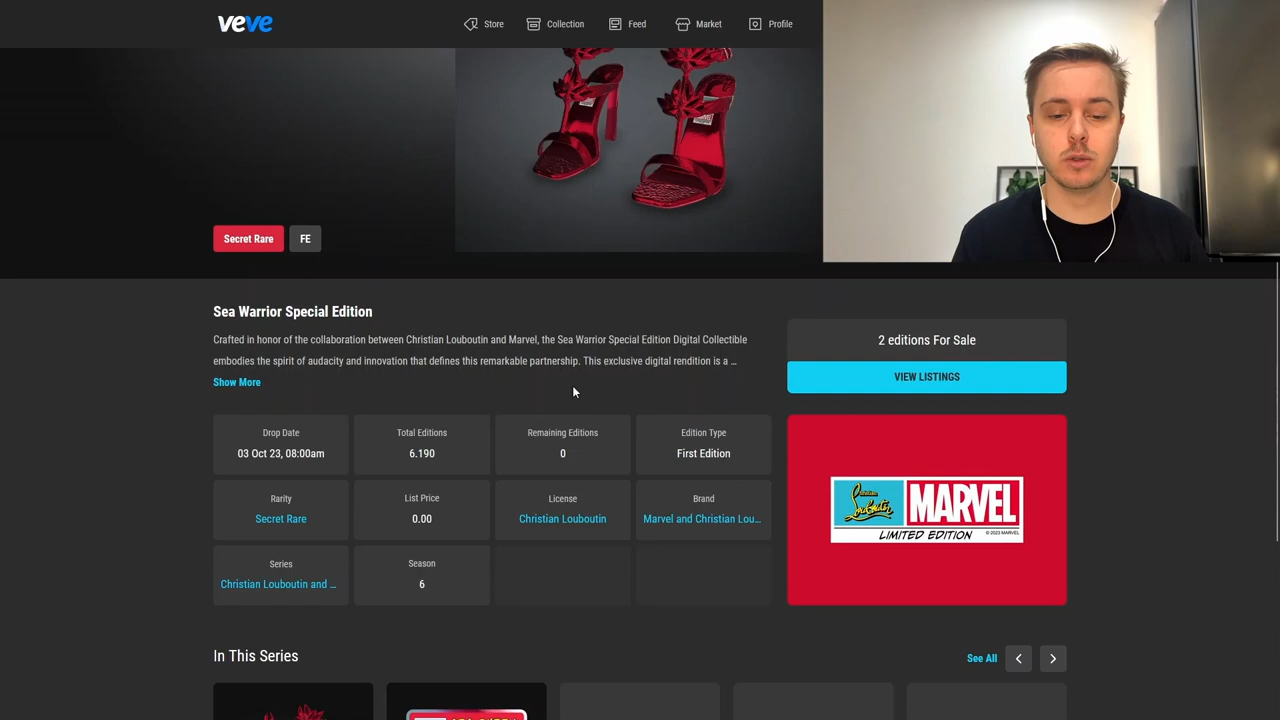 veve
Store
Collection
Feed
Market
Profile
Secret Rare
FE
Sea Warrior Special Edition
Crafted in honor of the collaboration between Christian Louboutin and Marvel, the Sea Warrior Special Edition Digital Collectible
embodies the spirit of audacity and innovation that defines this remarkable partnership. This exclusive digital rendition is a ...
Show More
2 editions For Sale
VIEW LISTINGS
Drop Date
03 Oct 23, 08:00am
Total Editions
6.190
Remaining Editions
0
Edition Type
First Edition
Rarity
Secret Rare
List Price
0.00
License
Christian Louboutin
Brand
Marvel and Christian Lou...
Series
Christian Louboutin and ...
Season
6
Christian Louboutin
MARVEL
LIMITED EDITION
© 2023 MARVEL
In This Series
See All